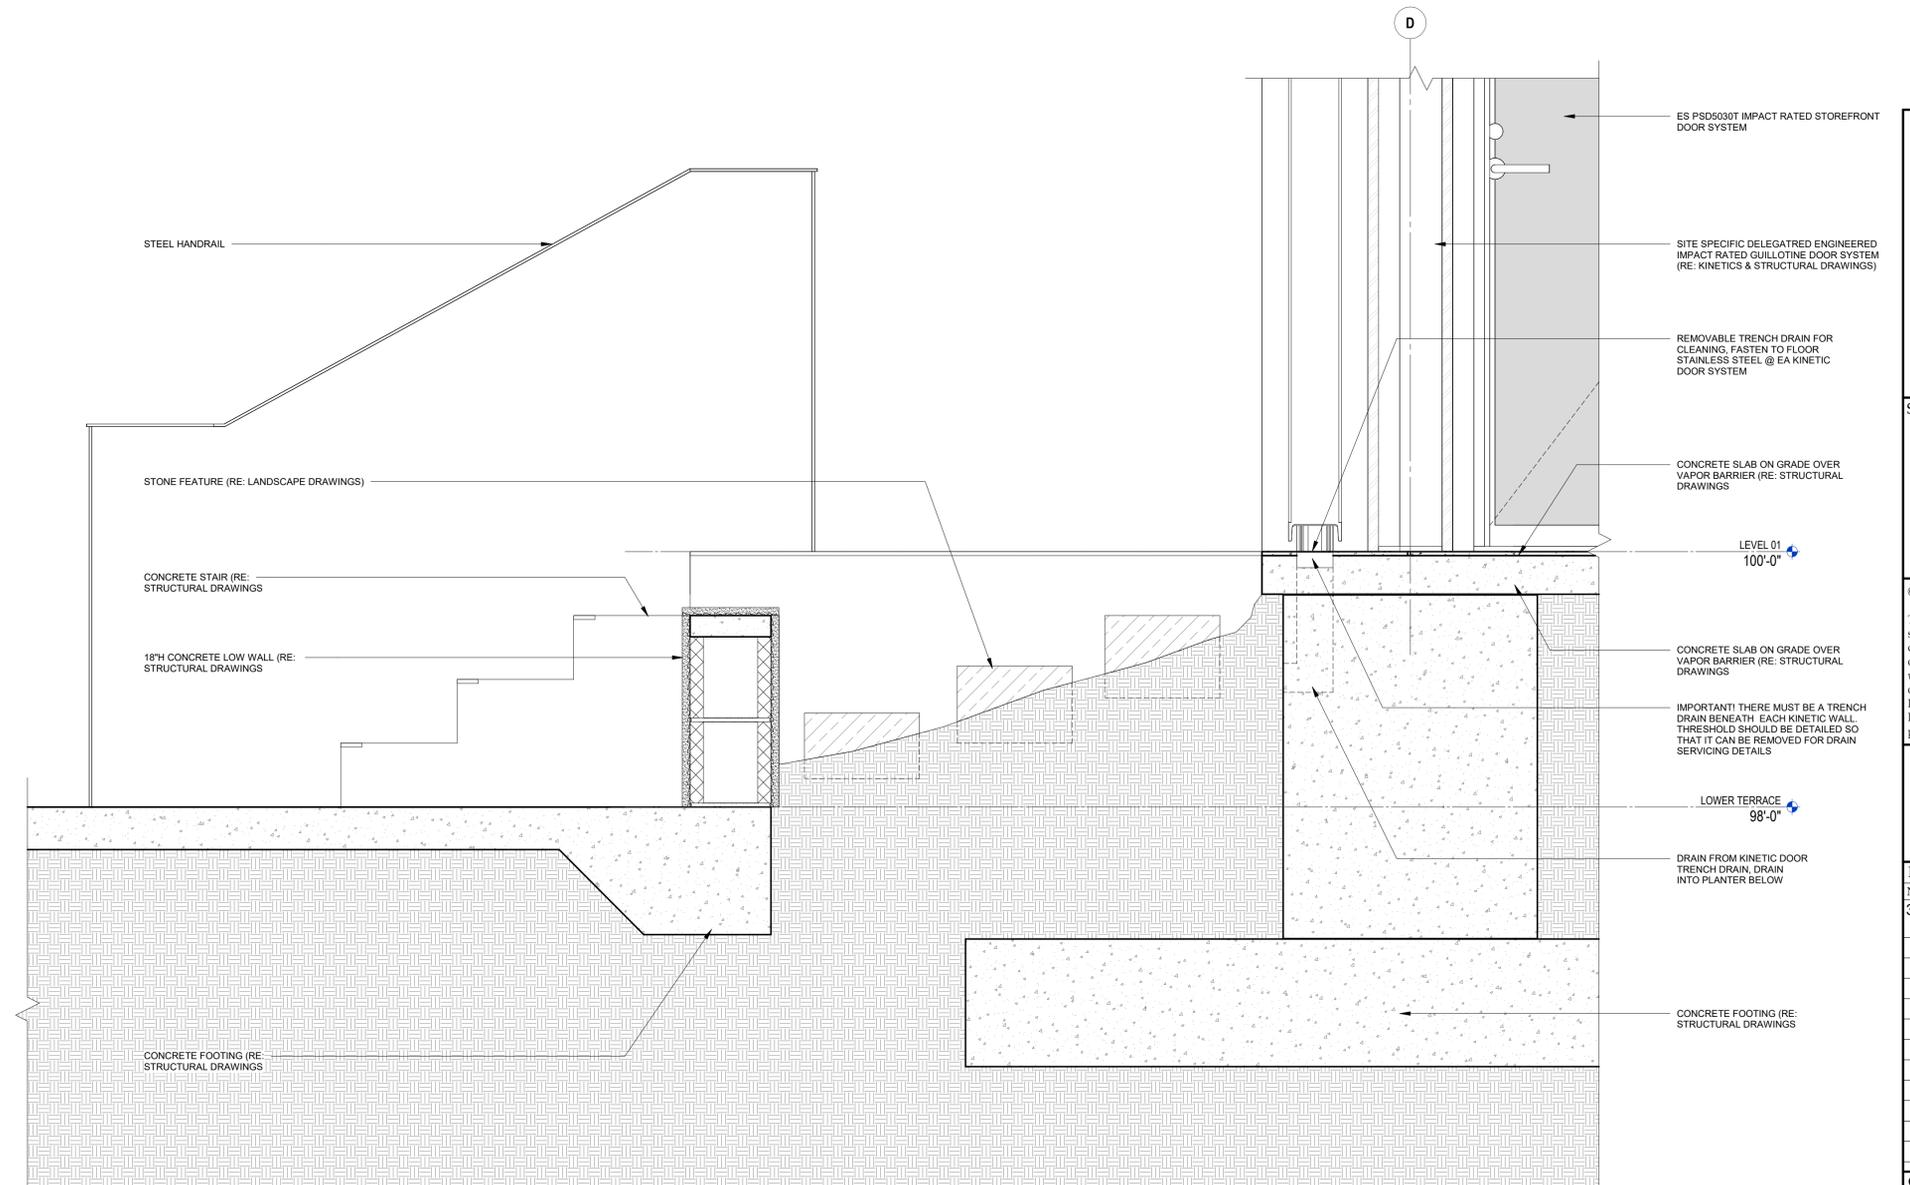 D
ES PSD5030T IMPACT RATED STOREFRONT
DOOR SYSTEM
STEEL HANDRAIL
SITE SPECIFIC DELEGATRED ENGINEERED
IMPACT RATED GUILLOTINE DOOR SYSTEM
(RE: KINETICS & STRUCTURAL DRAWINGS)
REMOVABLE TRENCH DRAIN FOR
CLEANING, FASTEN TO FLOOR
STAINLESS STEEL @ EA KINETIC
DOOR SYSTEM
STONE FEATURE (RE: LANDSCAPE DRAWINGS)
CONCRETE SLAB ON GRADE OVER
VAPOR BARRIER (RE: STRUCTURAL
DRAWINGS
LEVEL 01
100'-0"
CONCRETE STAIR (RE:
STRUCTURAL DRAWINGS
18"H CONCRETE LOW WALL (RE:
STRUCTURAL DRAWINGS
CONCRETE SLAB ON GRADE OVER
VAPOR BARRIER (RE: STRUCTURAL
DRAWINGS
IMPORTANT! THERE MUST BE A TRENCH
DRAIN BENEATH EACH KINETIC WALL.
THRESHOLD SHOULD BE DETAILED SO
THAT IT CAN BE REMOVED FOR DRAIN
SERVICING DETAILS
LOWER TERRACE
98'-0"
DRAIN FROM KINETIC DOOR
TRENCH DRAIN, DRAIN
INTO PLANTER BELOW
CONCRETE FOOTING (RE:
STRUCTURAL DRAWINGS
CONCRETE FOOTING (RE:
STRUCTURAL DRAWINGS